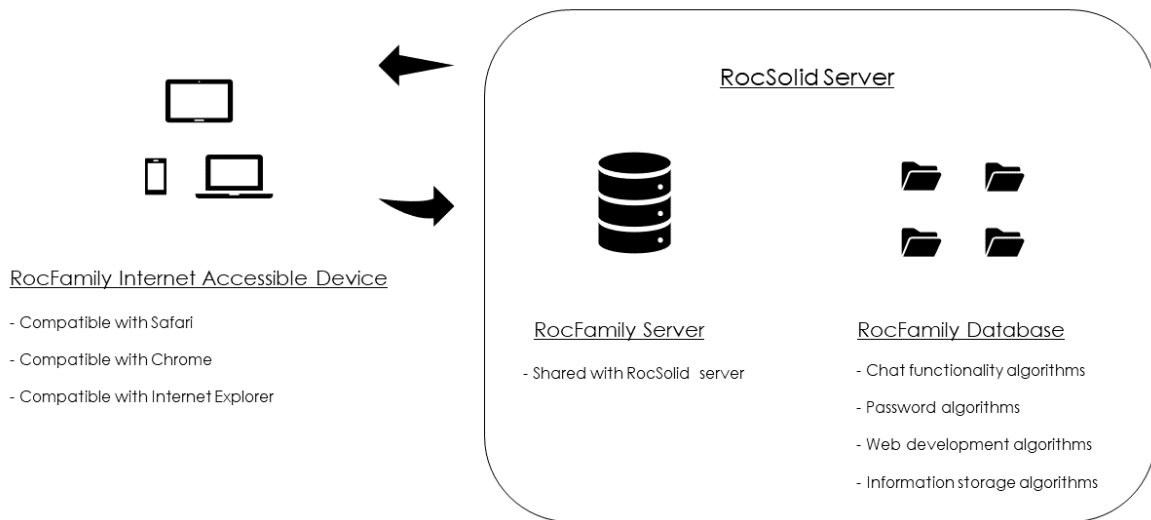 RocSolid Server
RocFamily Internet Accessible Device
- Compatible with Safari
- Compatible with Chrome
- Compatible with Internet Explorer
RocFamily Server
- Shared with RocSolid server
RocFamily Database
- Chat functionality algorithms
- Password algorithms
- Web development algorithms
- Information storage algorithms